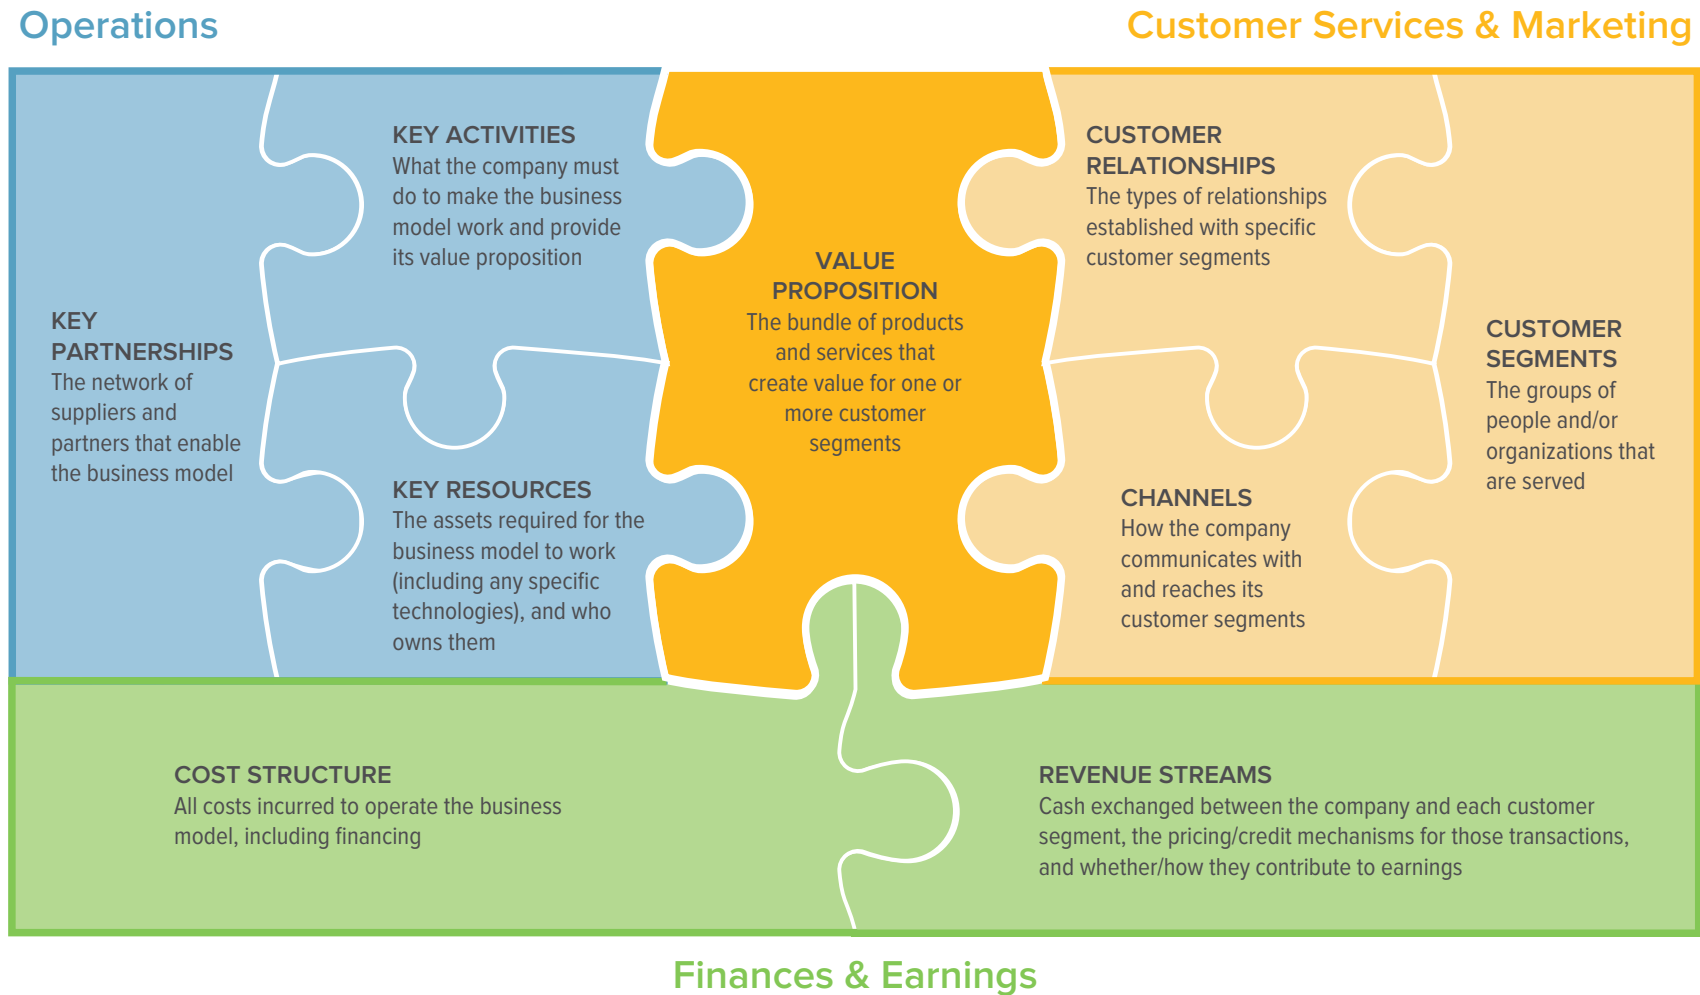 Operations
Customer Services & Marketing
KEY
PARTNERSHIPS
The network of
suppliers and
partners that enable
the business model
KEY ACTIVITIES
What the company must
do to make the business
model work and provide
its value proposition
KEY RESOURCES
The assets required for the
business model to work
(including any specific
technologies), and who
owns them
VALUE
PROPOSITION
The bundle of products
and services that
create value for one or
more customer
segments
CUSTOMER
RELATIONSHIPS
The types of relationships
established with specific
customer segments
CHANNELS
How the company
communicates with
and reaches its
customer segments
CUSTOMER
SEGMENTS
The groups of
people and/or
organizations that
are served
COST STRUCTURE
All costs incurred to operate the business
model, including financing
REVENUE STREAMS
Cash exchanged between the company and each customer
segment, the pricing/credit mechanisms for those transactions,
and whether/how they contribute to earnings
Finances & Earnings